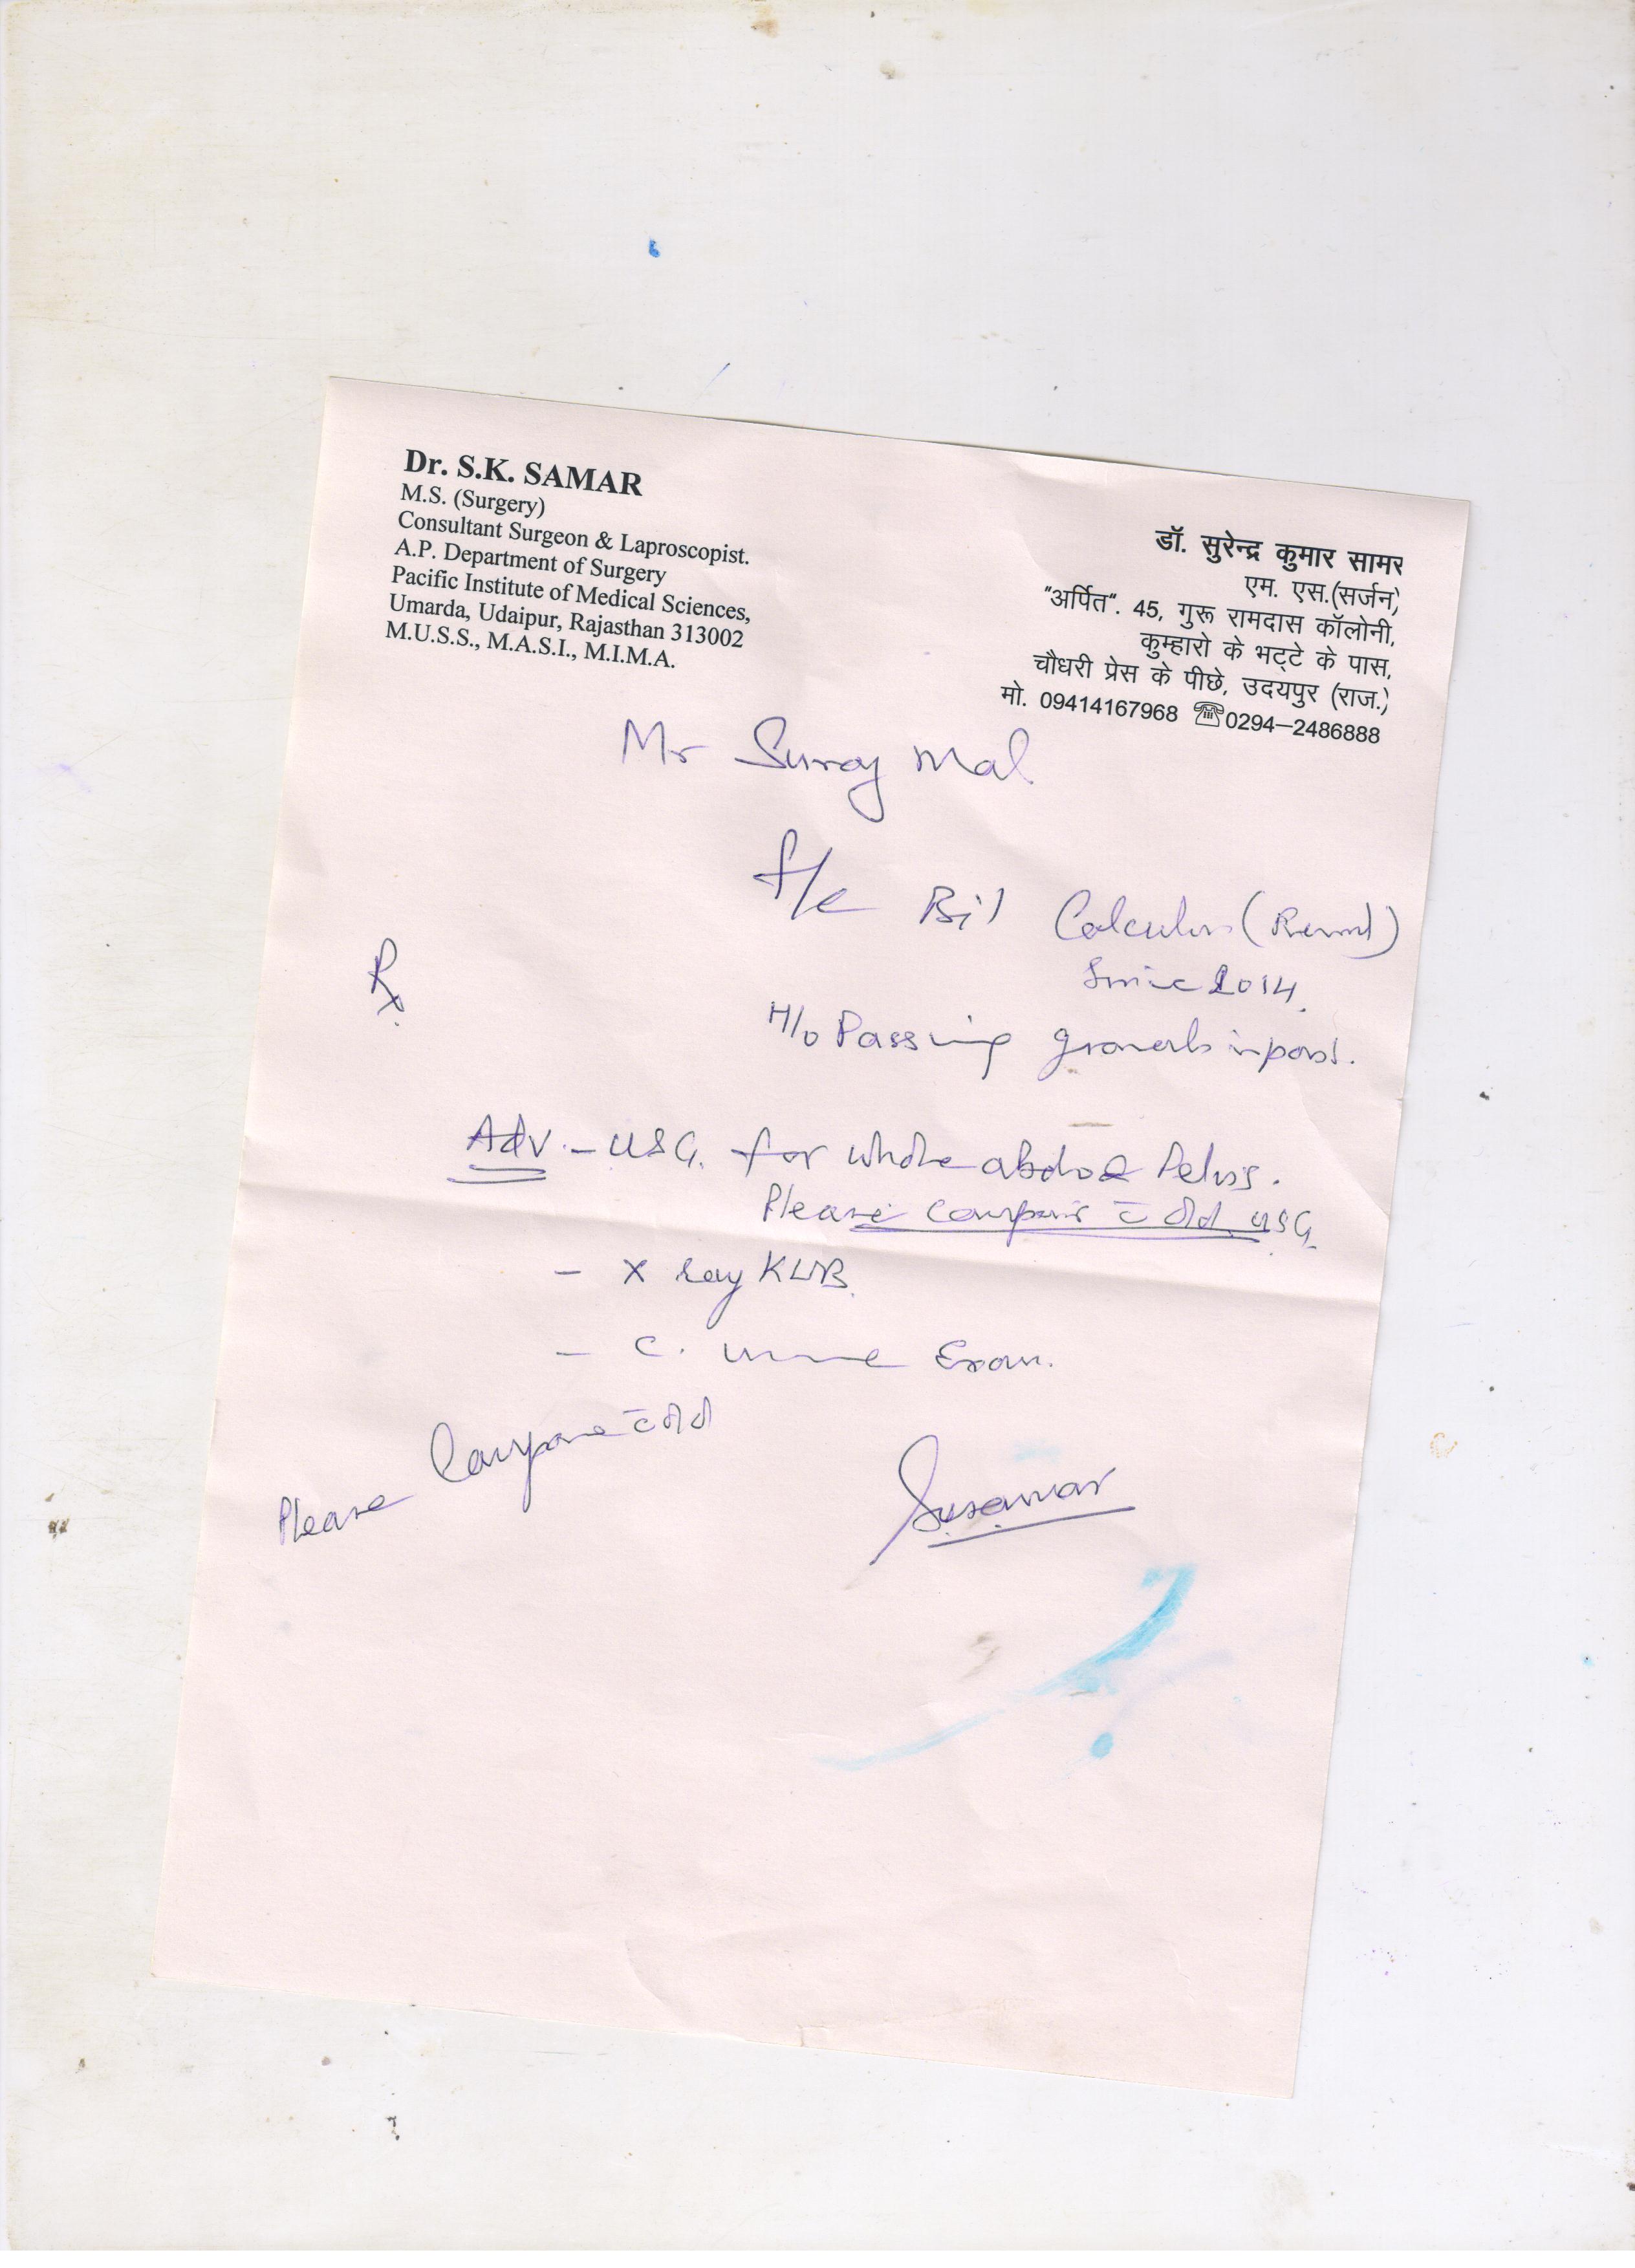 Dr. S.K. SAMAR
M.S. (Surgery)
Consultant Surgeon & Laproscopist.
A.P. Department of Surgery
Pacific Institute of Medical Sciences,
Umarda, Udaipur, Rajasthan 313002
M.U.S.S., M.A.S.I., M.I.M.A.
डॉ. सुरेन्द्र कुमार सामर
एम. एस.(सर्जन)
"अर्पित". 45, गुरू रामदास कॉलोनी,
कुम्हारो के भट्टे के पास,
चौधरी प्रेस के पीछे, उदयपुर (राज.)
मो. 09414167968 ☎0294–2486888
Mr Suraj Mal
f/c Bil Calculus (Renal)
Since 2014.
Rx
H/o Passing gravels in past.
Adv. - USG. for whole abdo & Pelvis.
Please compair c̄ old USG.
- X ray KUB.
- C. urine Exam.
Please Compare c̄ old